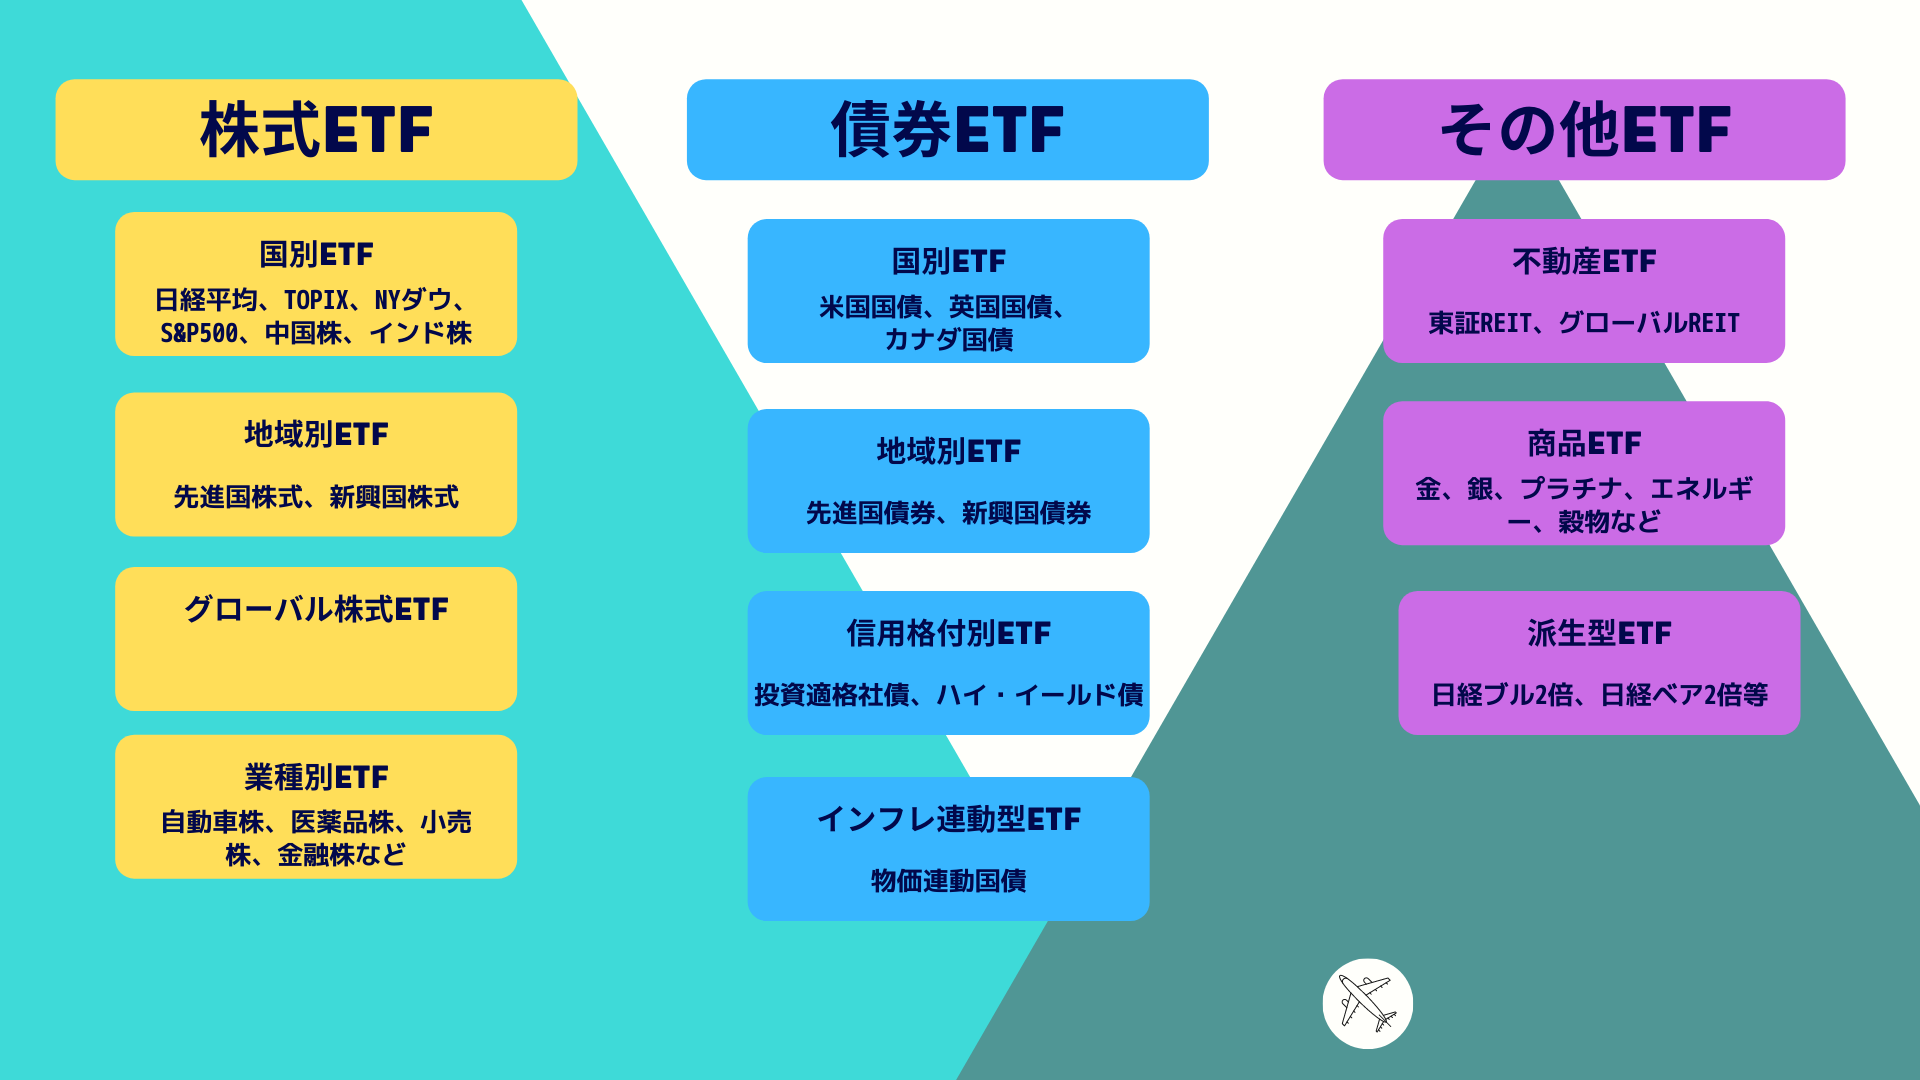 株式ETF
国別ETF
日経平均、TOPIX、NYダウ、
S&P500、中国株、インド株
地域別ETF
先進国株式、新興国株式
グローバル株式ETF
業種別ETF
自動車株、医薬品株、小売
株、金融株など
債券ETF
国別ETF
米国国債、英国国債、
カナダ国債
地域別ETF
先進国債券、新興国債券
信用格付別ETF
投資適格社債、ハイ・イールド債
インフレ連動型ETF
物価連動国債
その他ETF
不動産ETF
東証REIT、グローバルREIT
商品ETF
金、銀、プラチナ、エネルギ
ー、穀物など
派生型ETF
日経ブル2倍、日経ベア2倍等